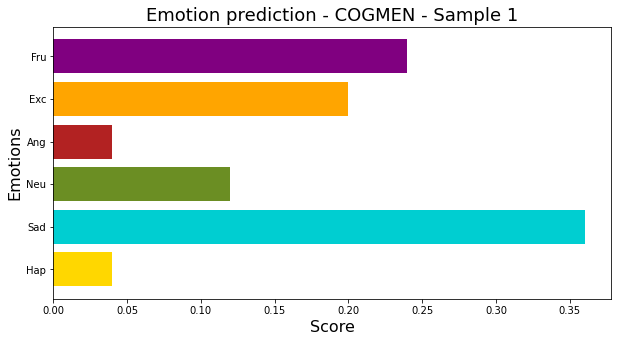 Emotion prediction - COGMEN - Sample 1
Emotions
Fru
Exc
Ang
Neu
Sad
Hap
0.00 0.05 0.10 0.15 0.20 0.25 0.30 0.35
Score